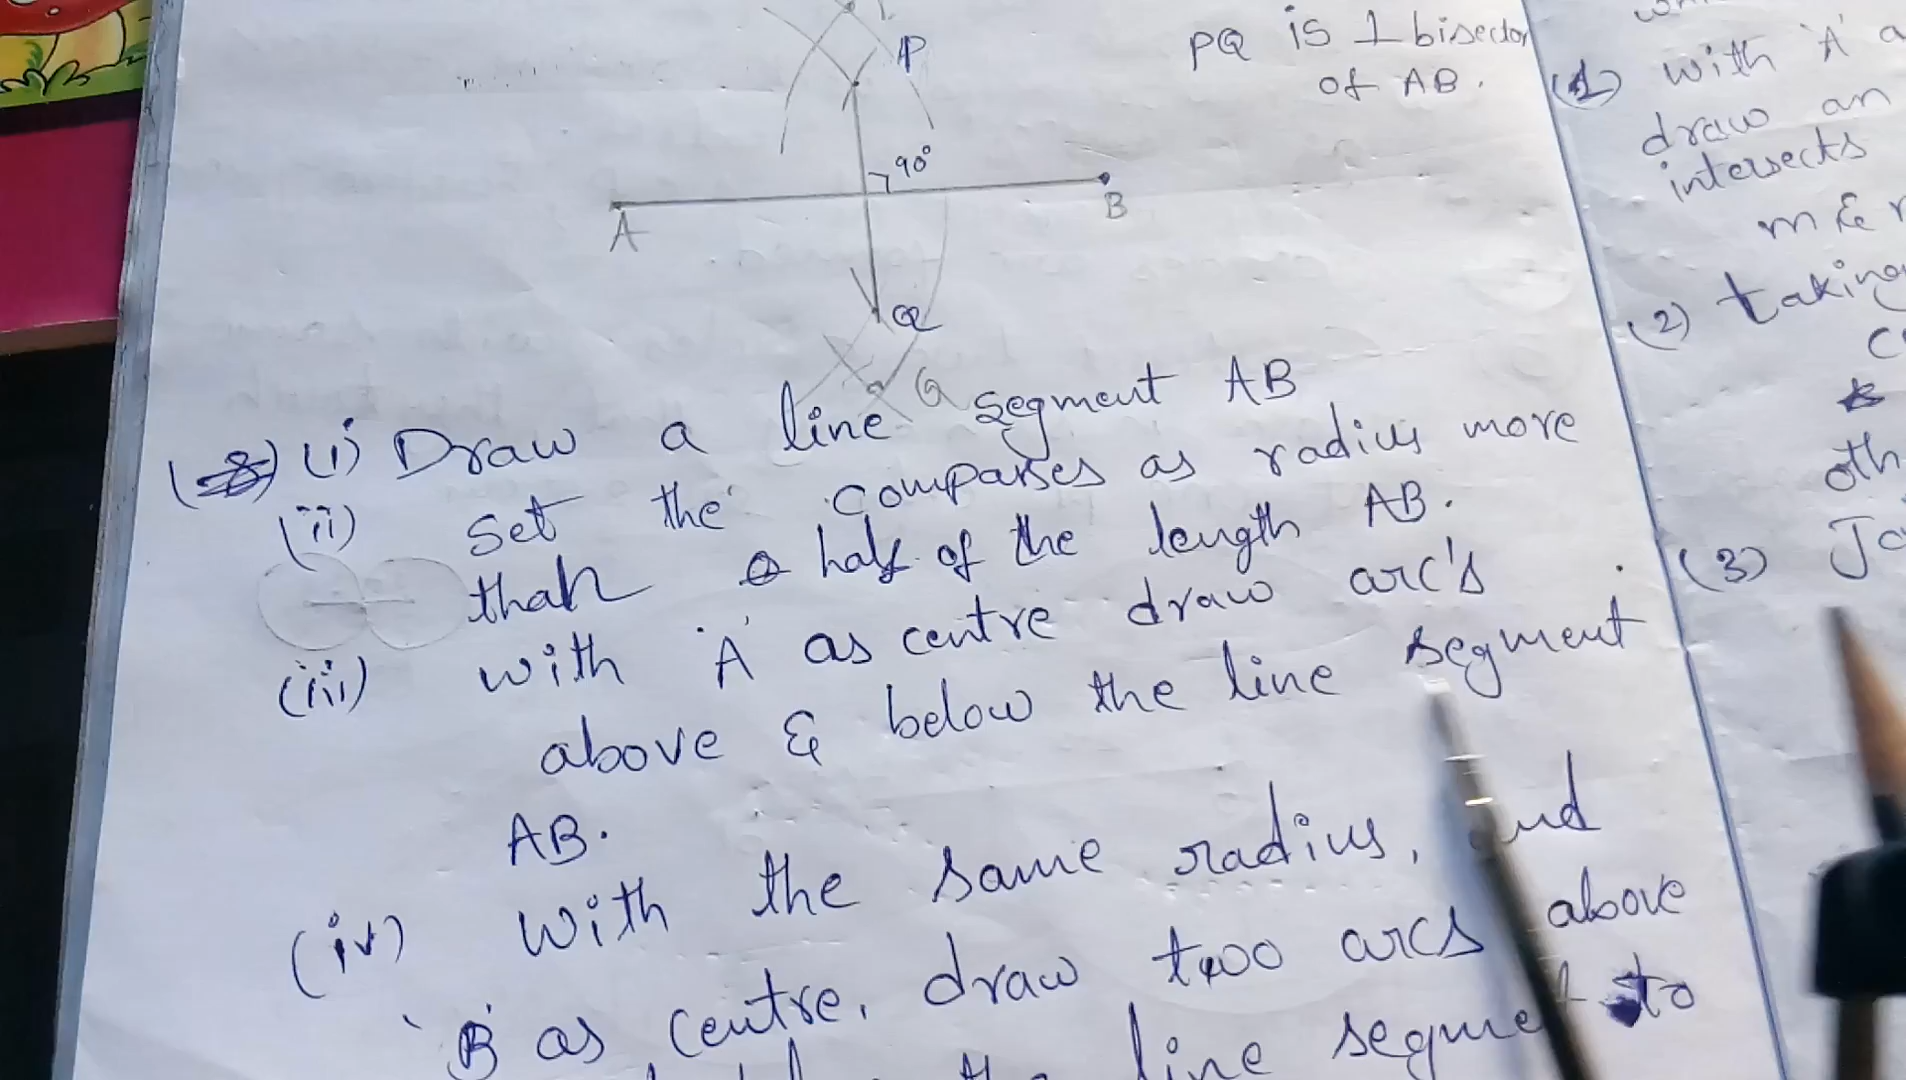 P
PQ is ⊥ bisector
of AB.
90°
A
B
Q
Q
(i) Draw a line segment AB
(ii) Set the compasses as radius more
than half of the length AB.
(iii) with 'A' as centre draw arc's
above & below the line segment
AB.
(iv) With the same radius, and
'B' as centre, draw two arcs above
line segment to
(1) with 'A' a
draw an
intersects
m &
(2) taking
oth
(3) Jo